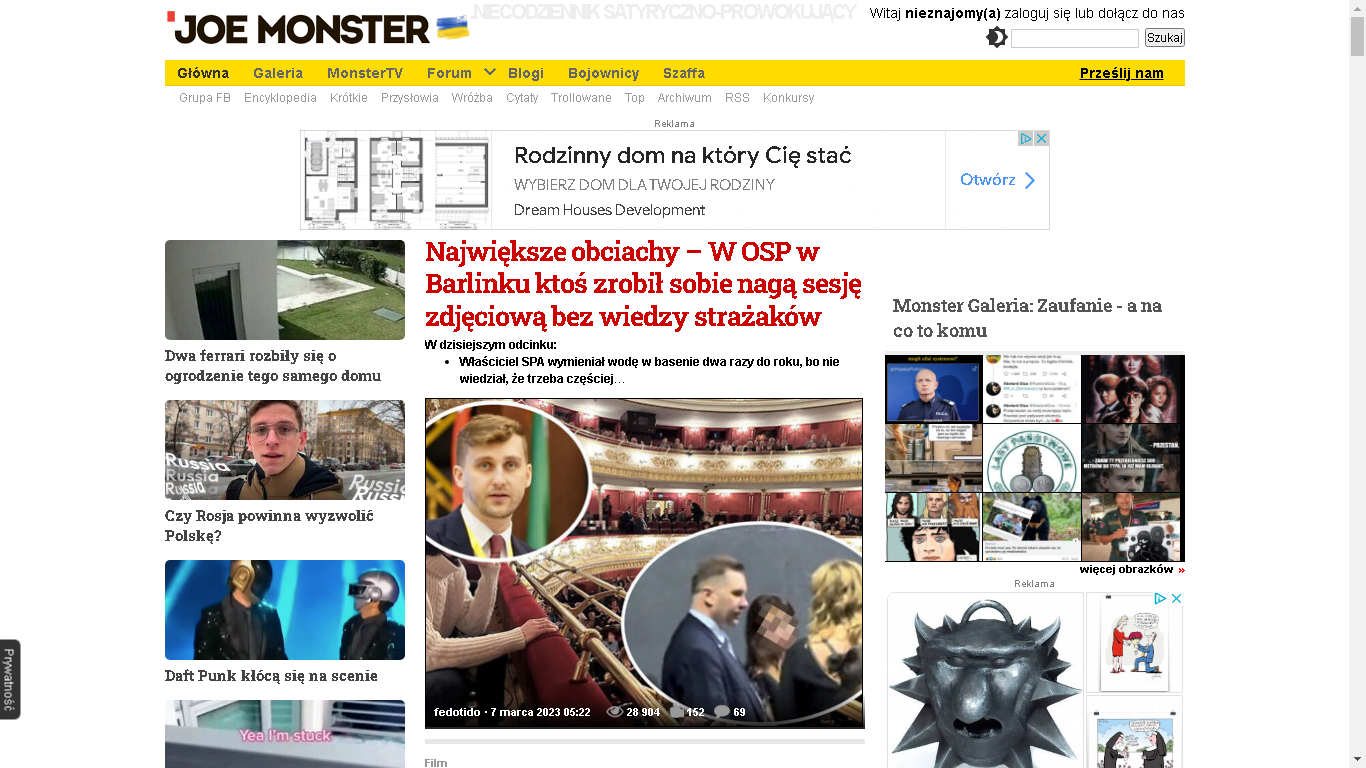 JOE MONSTER
NIECODZIENNIK SATYRYCZNO-PROWOKUJĄCY
Witaj nieznajomy(a) zaloguj się lub dołącz do nas
Szukaj
Główna Galeria MonsterTV Forum Blogi Bojownicy Szaffa Prześlij nam
Grupa FB Encyklopedia Krótkie Przysłowia Wróżba Cytaty Trollowane Top Archiwum RSS Konkursy
Reklama
Rodzinny dom na który Cię stać
WYBIERZ DOM DLA TWOJEJ RODZINY
Dream Houses Development
Otwórz
Dwa ferrari rozbiły się o
ogrodzenie tego samego domu
Russia
Russia
Russia
Russia
Russia
Czy Rosja powinna wyzwolić
Polskę?
Daft Punk kłócą się na scenie
Yea I'm stuck
Największe obciachy – W OSP w
Barlinku ktoś zrobił sobie nagą sesję
zdjęciową bez wiedzy strażaków
W dzisiejszym odcinku:
• Właściciel SPA wymieniał wodę w basenie dwa razy do roku, bo nie
wiedział, że trzeba częściej...
fedotido · 7 marca 2023 05:22 28 904 152 69
Film
Monster Galeria: Zaufanie - a na
co to komu
LASY PAŃSTWOWE
- PRZESTAŃ.
więcej obrazków »
Reklama
Prywatność